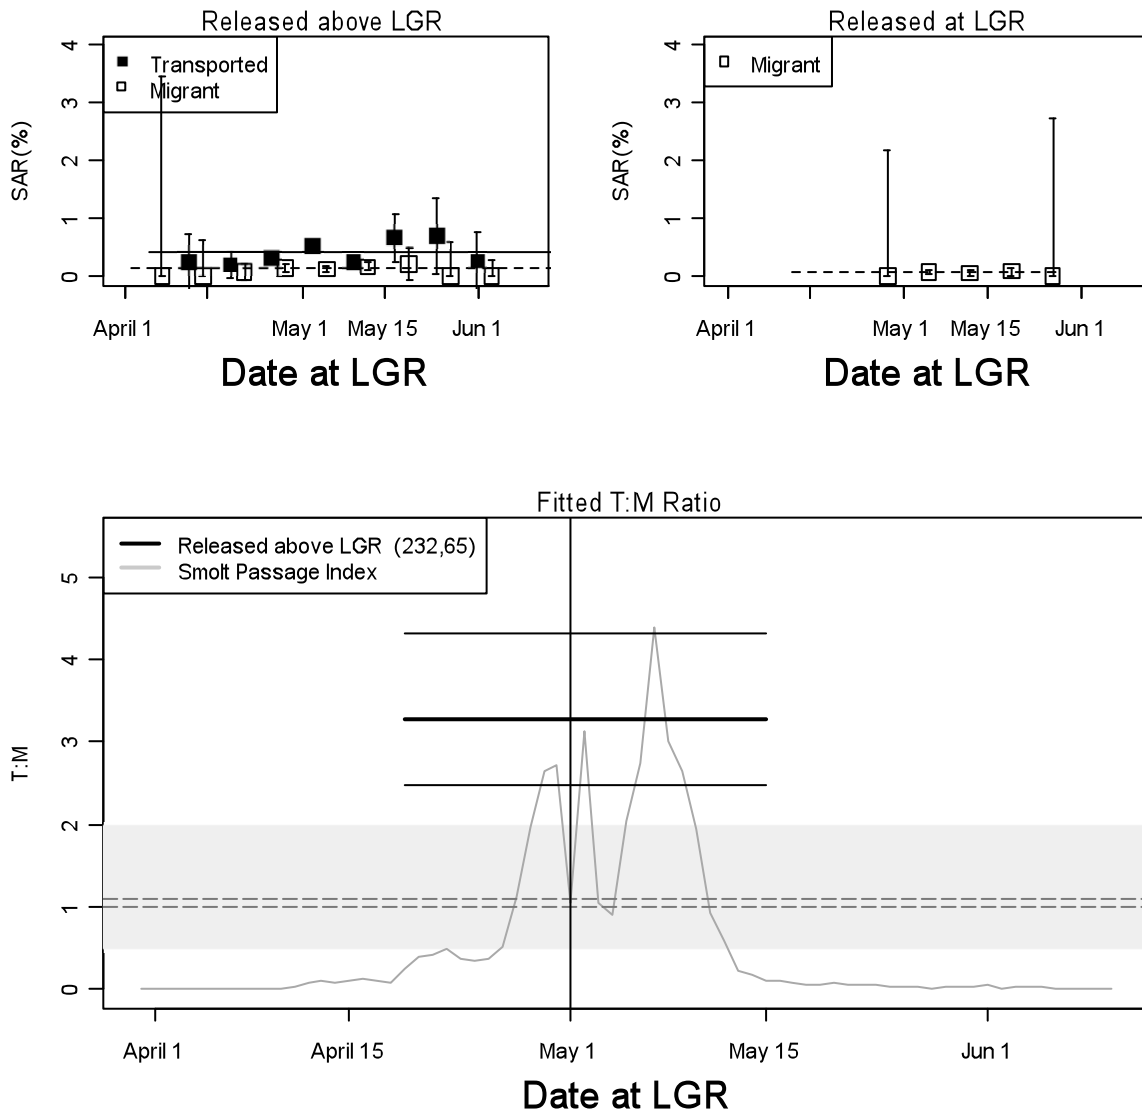 Released above LGR
Transported
Migrant
SAR(%)
4
3
2
1
0
April 1
May 1
May 15
Jun 1
Date at LGR
Released at LGR
Migrant
SAR(%)
4
3
2
1
0
April 1
May 1
May 15
Jun 1
Date at LGR
Fitted T:M Ratio
Released above LGR (232,65)
Smolt Passage Index
T:M
5
4
3
2
1
0
April 1
April 15
May 1
May 15
Jun 1
Date at LGR